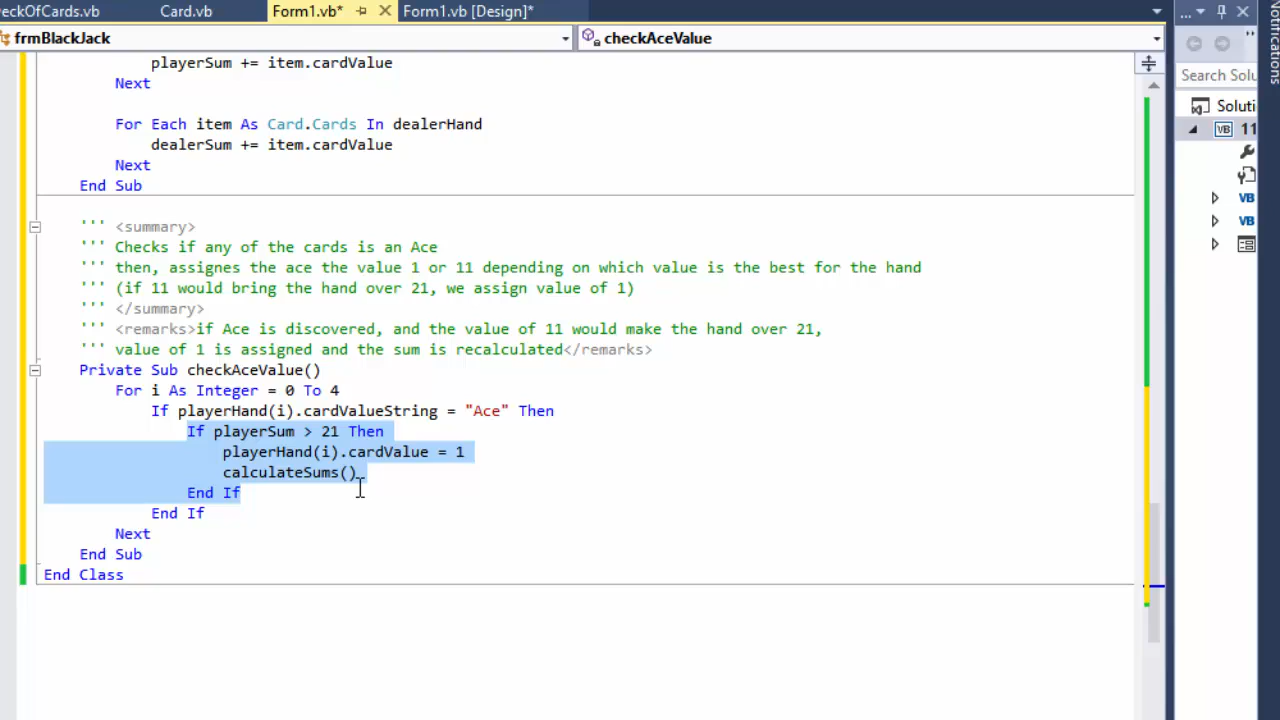 eckOfCards.vb Card.vb Form1.vb* Form1.vb [Design]*
frmBlackJack checkAceValue
playerSum += item.cardValue
Next
For Each item As Card.Cards In dealerHand
dealerSum += item.cardValue
Next
End Sub
''' <summary>
''' Checks if any of the cards is an Ace
''' then, assignes the ace the value 1 or 11 depending on which value is the best for the hand
''' (if 11 would bring the hand over 21, we assign value of 1)
''' </summary>
''' <remarks>if Ace is discovered, and the value of 11 would make the hand over 21,
''' value of 1 is assigned and the sum is recalculated</remarks>
Private Sub checkAceValue()
For i As Integer = 0 To 4
If playerHand(i).cardValueString = "Ace" Then
If playerSum > 21 Then
playerHand(i).cardValue = 1
calculateSums()
End If
End If
Next
End Sub
End Class
Search Solu
Soluti
VB 11
VB
VB
Notifications